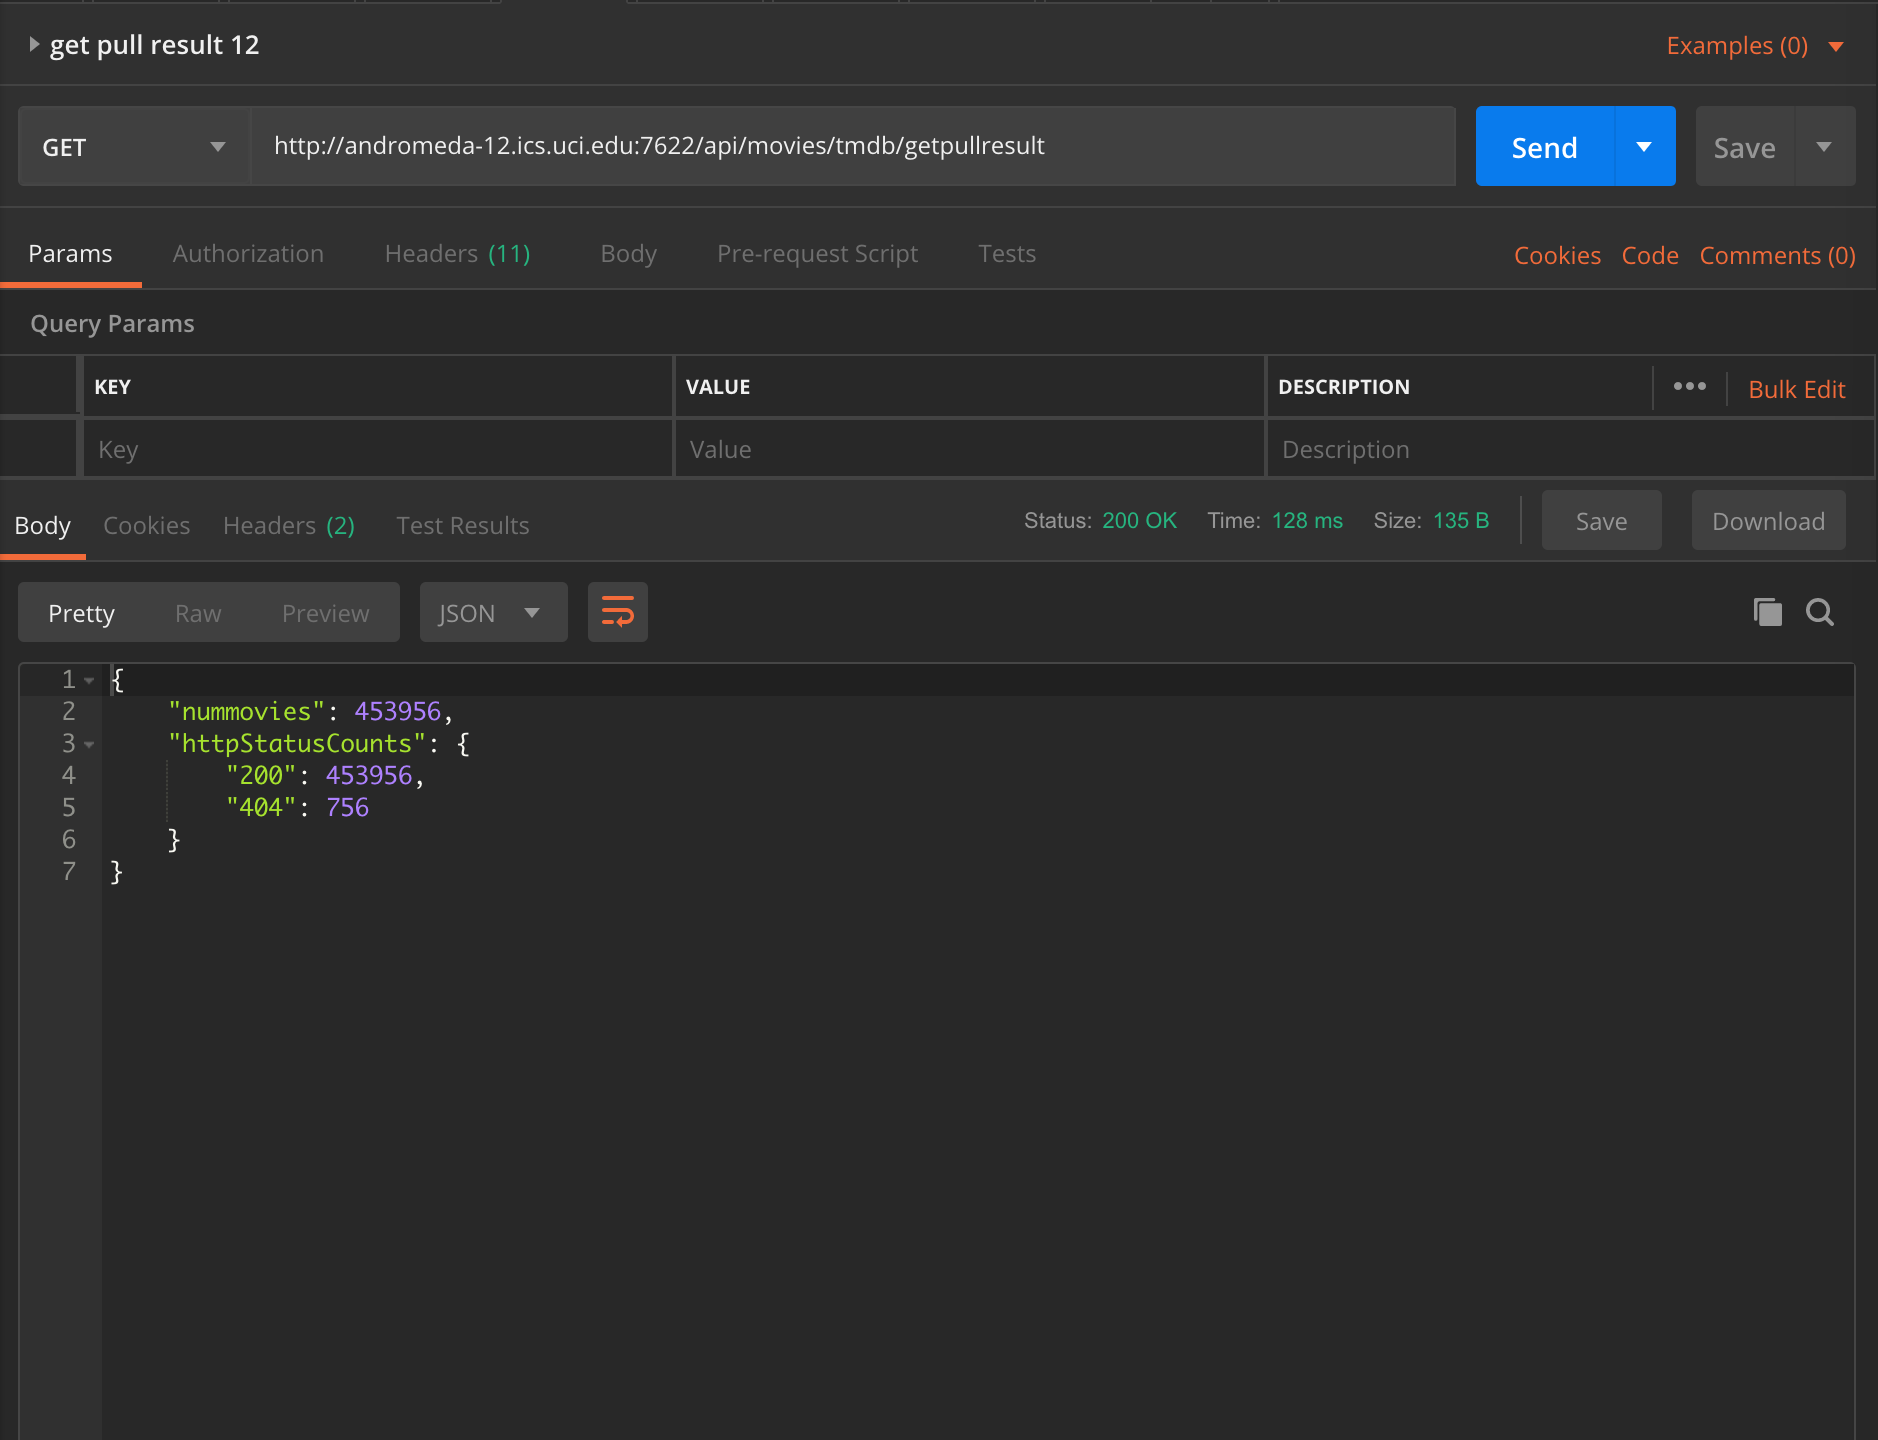 get pull result 12
Examples (0)
GET
http://andromeda-12.ics.uci.edu:7622/api/movies/tmdb/getpullresult
Send
Save
Params Authorization Headers (11) Body Pre-request Script Tests
Cookies Code Comments (0)
Query Params
KEY VALUE DESCRIPTION ••• Bulk Edit
Key Value Description
Body Cookies Headers (2) Test Results
Status: 200 OK Time: 128 ms Size: 135 B
Save
Download
Pretty Raw Preview JSON
1 {
2 "nummovies": 453956,
3 "httpStatusCounts": {
4 "200": 453956,
5 "404": 756
6 }
7 }